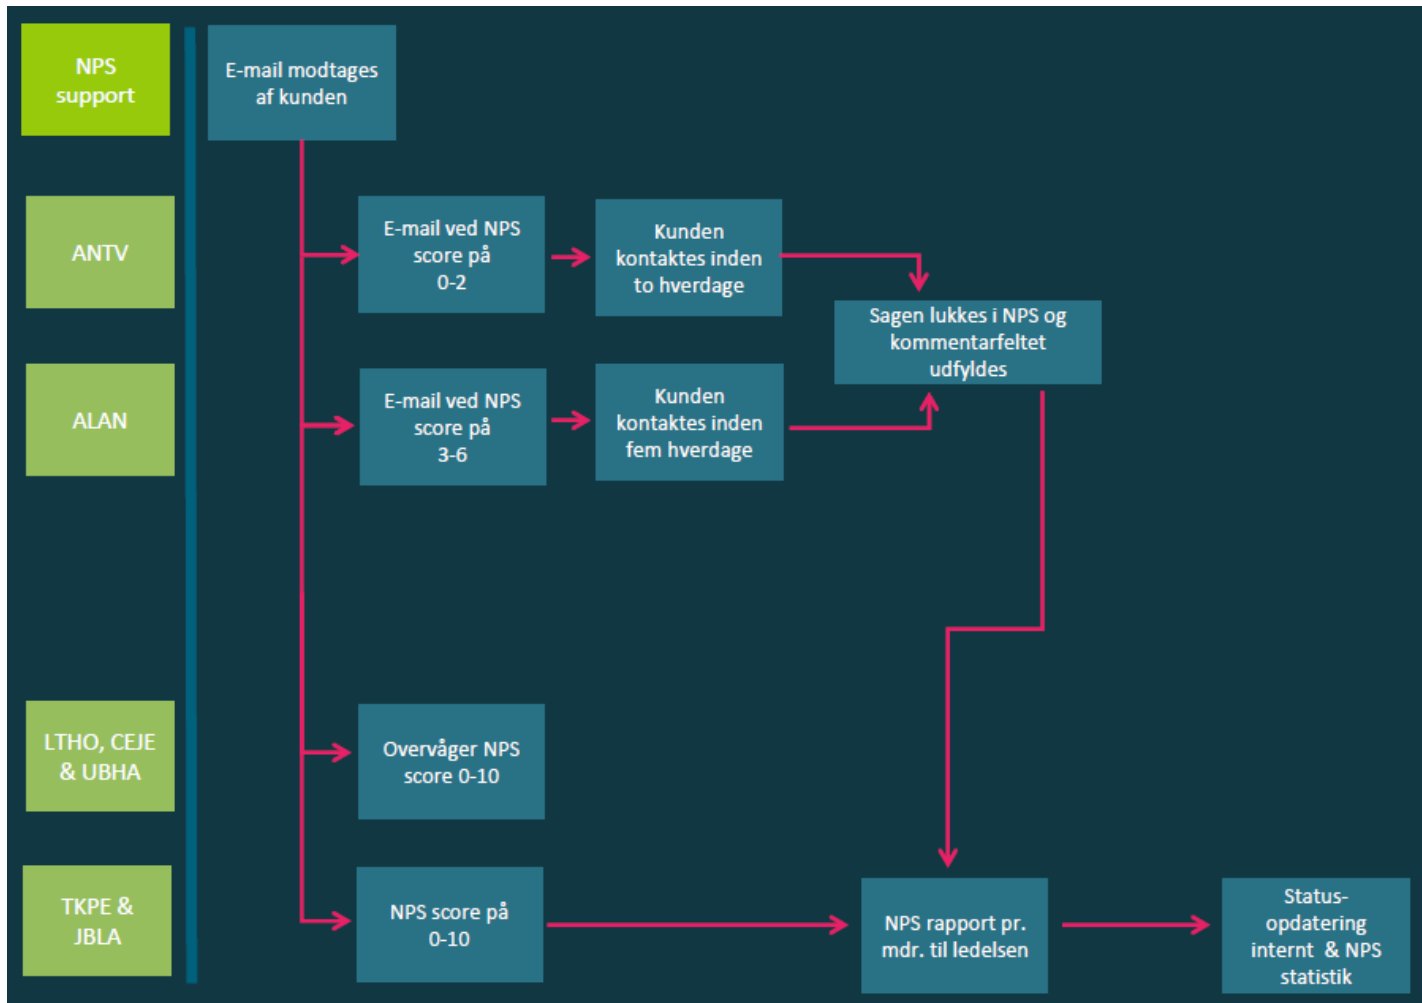 NPS
support
E-mail modtages
af kunden
ANTV
E-mail ved NPS
score på
0-2
Kunden
kontaktes inden
to hverdage
Sagen lukkes i NPS og
kommentarfeltet
udfyldes
ALAN
E-mail ved NPS
score på
3-6
Kunden
kontaktes inden
fem hverdage
LTHO, CEJE
& UBHA
Overvåger NPS
score 0-10
TKPE &
JBLA
NPS score på
0-10
NPS rapport pr.
mdr. til ledelsen
Status-
opdatering
internt & NPS
statistik